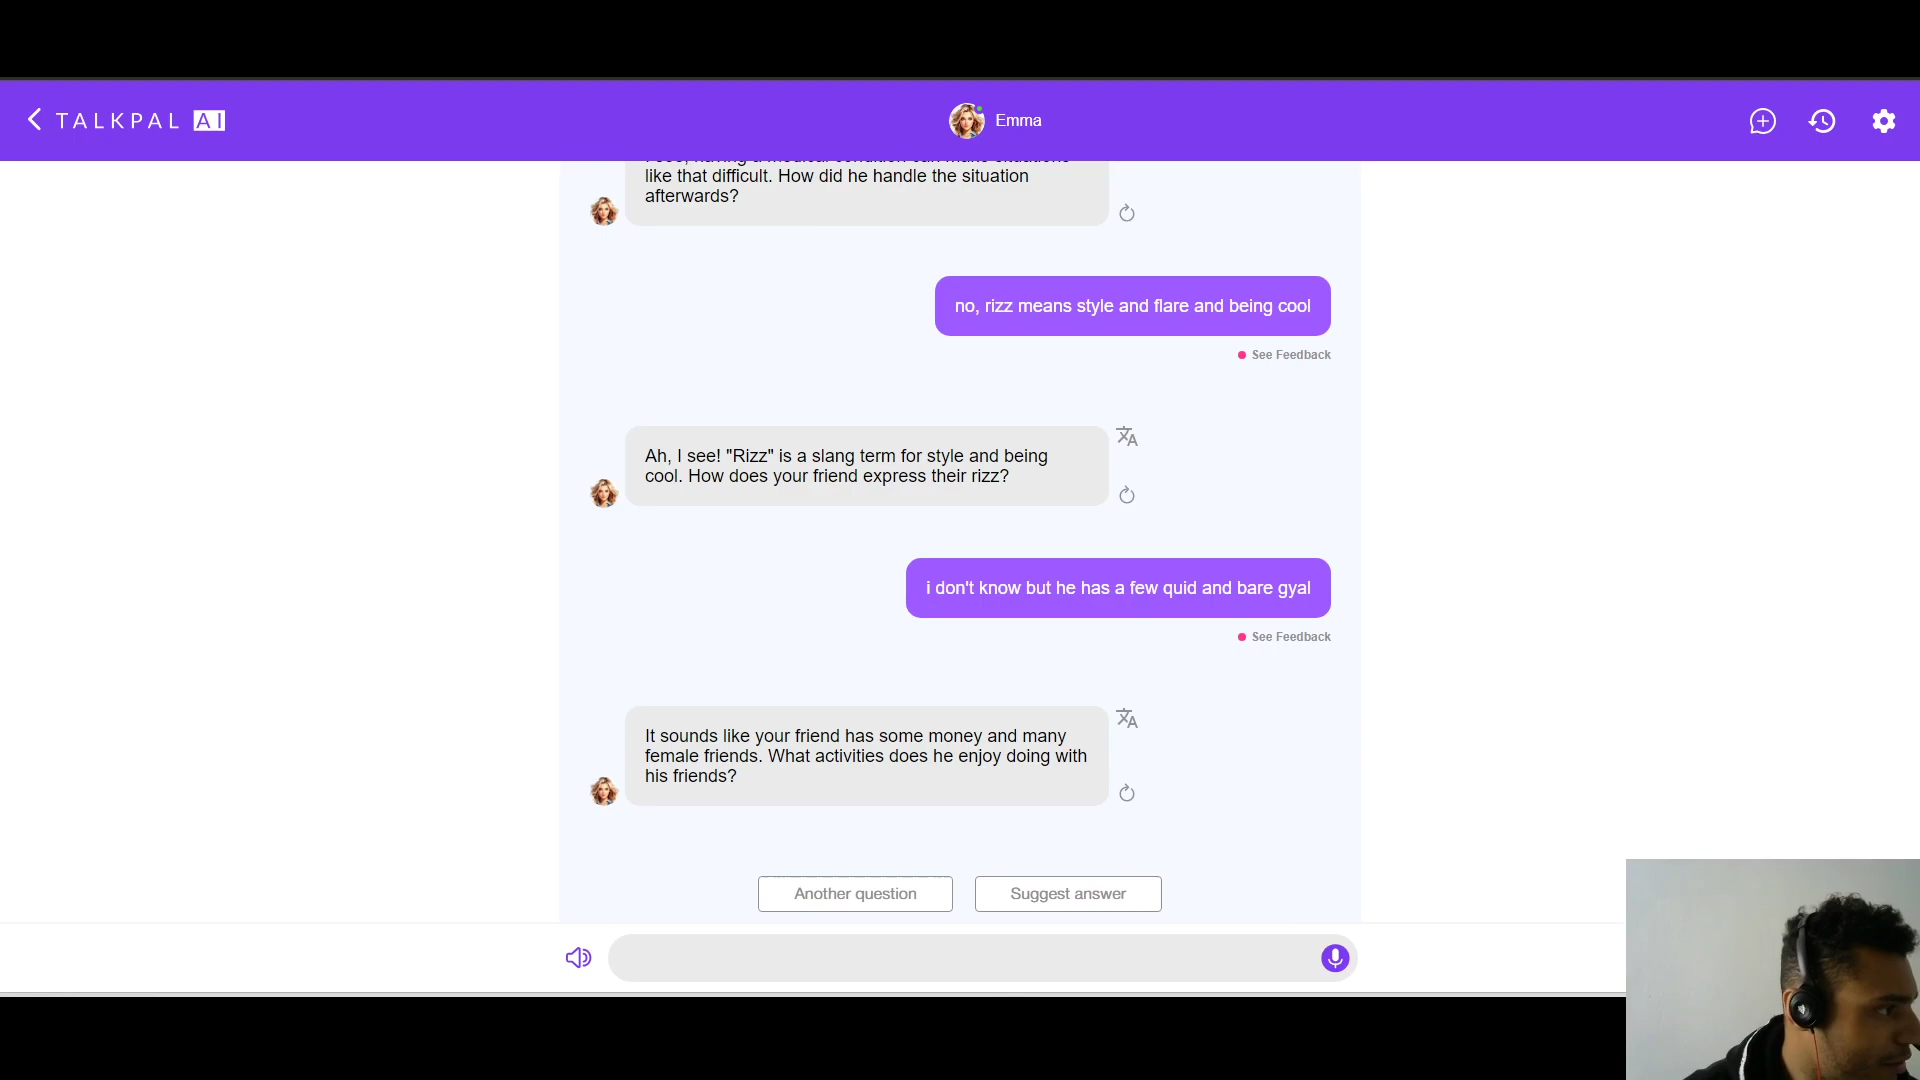 TALKPAL AI
Emma
like that difficult. How did he handle the situation
afterwards?
no, rizz means style and flare and being cool
See Feedback
Ah, I see! "Rizz" is a slang term for style and being
cool. How does your friend express their rizz?
i don't know but he has a few quid and bare gyal
See Feedback
It sounds like your friend has some money and many
female friends. What activities does he enjoy doing with
his friends?
Another question
Suggest answer